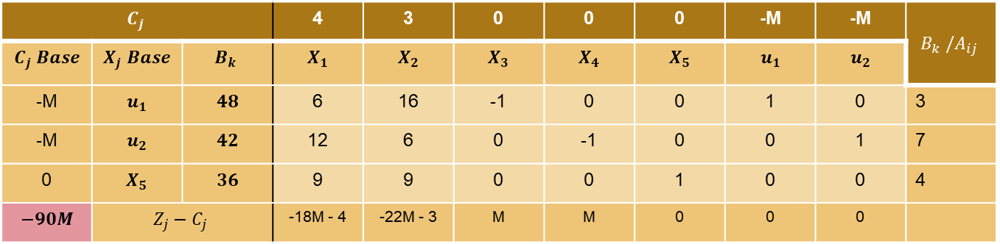 C_j 4 3 0 0 0 -M -M B_k /A_ij
C_j Base X_j Base B_k X_1 X_2 X_3 X_4 X_5 u_1 u_2
-M u_1 48 6 16 -1 0 0 1 0 3
-M u_2 42 12 6 0 -1 0 0 1 7
0 X_5 36 9 9 0 0 1 0 0 4
−90M Z_j − C_j -18M - 4 -22M - 3 M M 0 0 0